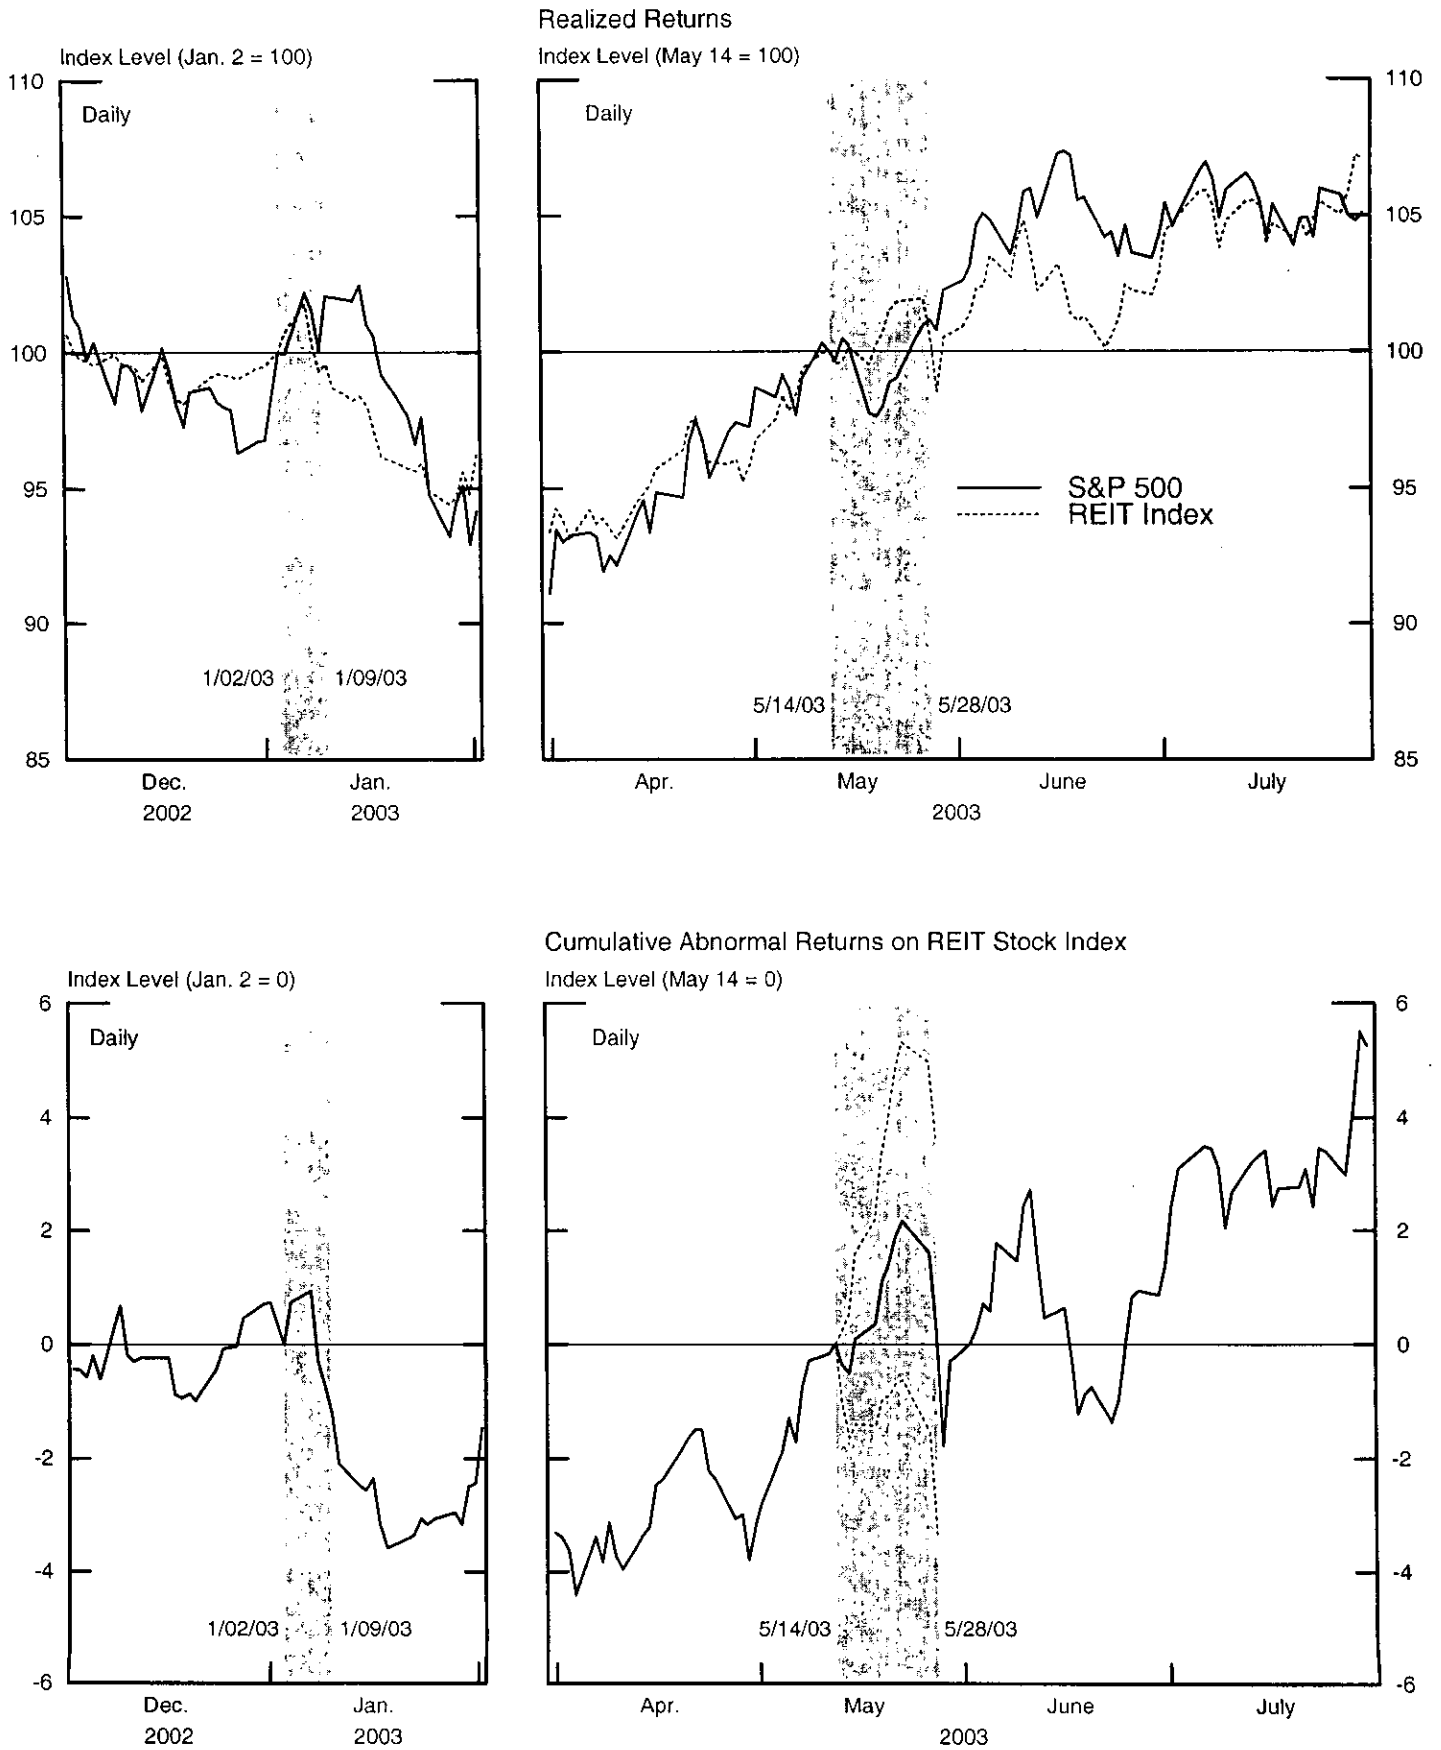 Realized Returns
Index Level (Jan. 2 = 100)
Index Level (May 14 = 100)
110
110
Daily
Daily
105
105
100
100
95
95
S&P 500
REIT Index
90
90
1/02/03
1/09/03
5/14/03
5/28/03
85
85
Dec.
Jan.
Apr.
May
June
July
2002
2003
2003
Cumulative Abnormal Returns on REIT Stock Index
Index Level (Jan. 2 = 0)
Index Level (May 14 = 0)
6
6
Daily
Daily
4
4
2
2
0
0
-2
-2
-4
-4
1/02/03
1/09/03
5/14/03
5/28/03
-6
-6
Dec.
Jan.
Apr.
May
June
July
2002
2003
2003